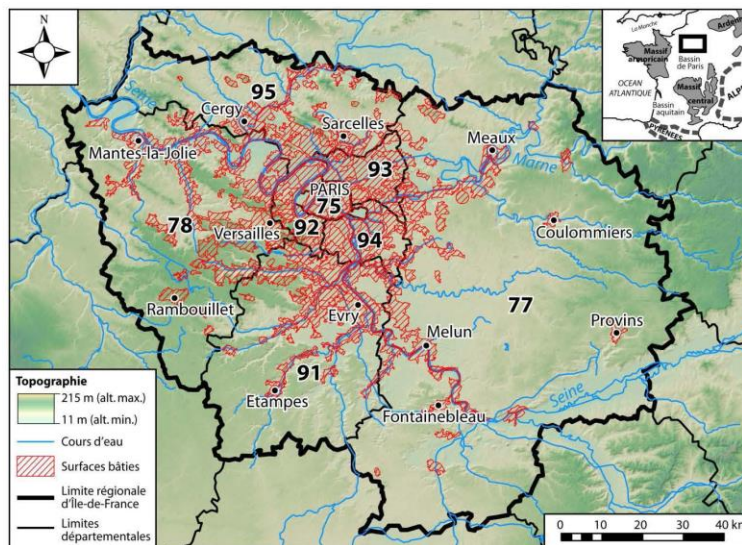 N
La Manche
Ardennes
Massif
armoricain
Bassin
de Paris
OCEAN
ATLANTIQUE
Massif
central
Bassin
aquitain
PYRENEES
95
Seine
Cergy
Sarcelles
Mantes-la-Jolie
Meaux
93
Marne
PARIS
75
78
92
94
Versailles
Coulommiers
77
Rambouillet
Evry
Melun
Provins
91
Etampes
Seine
Fontainebleau
Topographie
215 m (alt. max.)
11 m (alt. min.)
Cours d'eau
Surfaces bâties
Limite régionale
d'Île-de-France
Limites
départementales
0 10 20 30 40 km